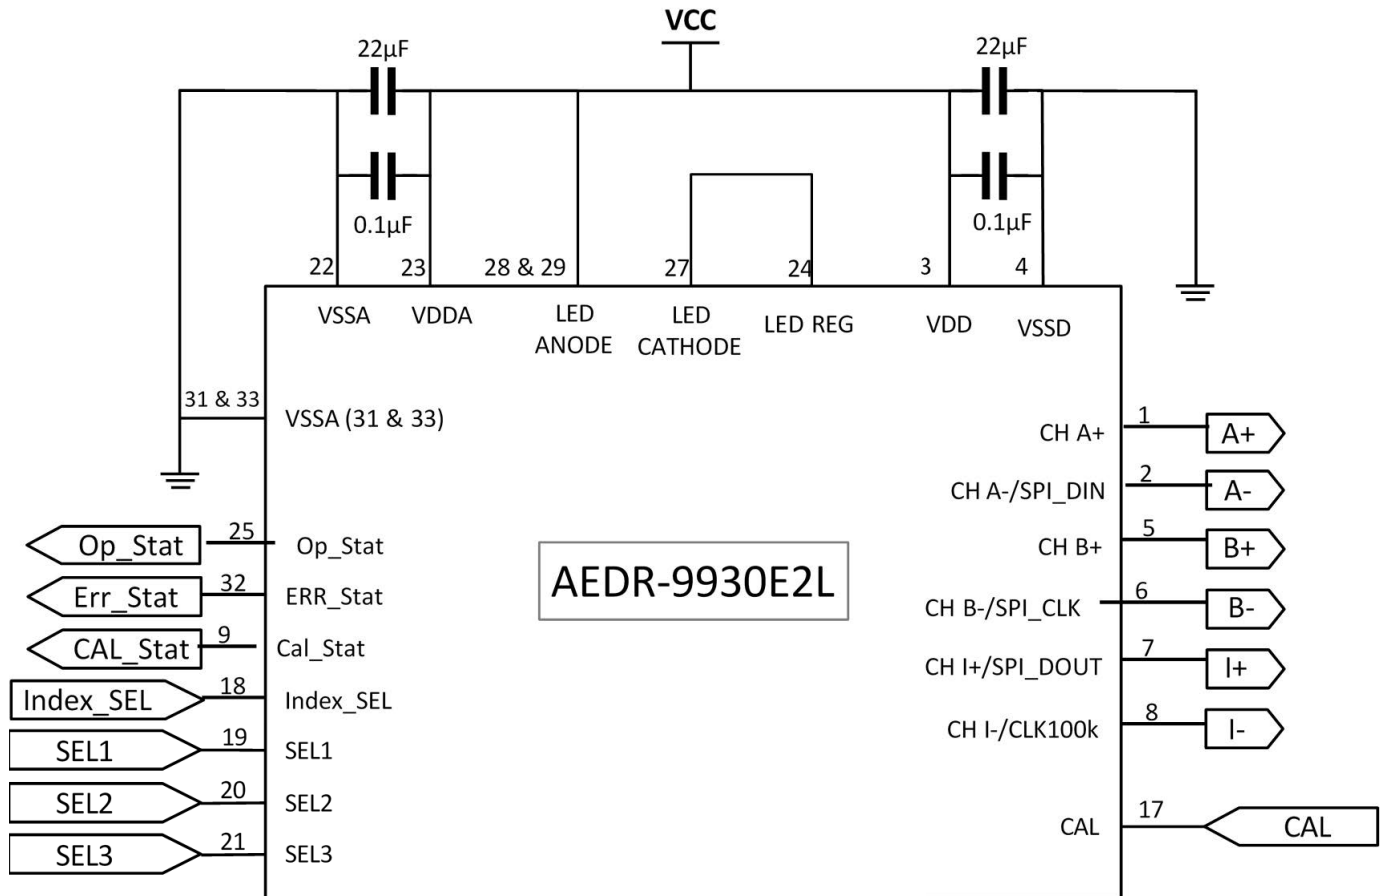 VCC
22µF
22µF
0.1µF
0.1µF
22
23
28 & 29
27
24
3
4
VSSA
VDDA
LED
ANODE
LED
CATHODE
LED REG
VDD
VSSD
31 & 33
VSSA (31 & 33)
CH A+
1
A+
CH A-/SPI_DIN
2
A-
Op_Stat
25
Op_Stat
CH B+
5
B+
AEDR-9930E2L
Err_Stat
32
ERR_Stat
CH B-/SPI_CLK
6
B-
CAL_Stat
9
Cal_Stat
CH I+/SPI_DOUT
7
I+
Index_SEL
18
Index_SEL
CH I-/CLK100k
8
I-
SEL1
19
SEL1
SEL2
20
SEL2
CAL
17
CAL
SEL3
21
SEL3